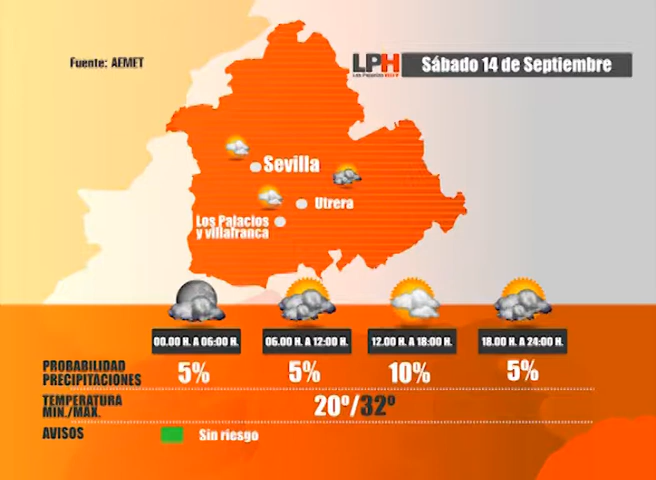 Fuente: AEMET
LPH
Sábado 14 de Septiembre
Sevilla
Utrera
Los Palacios
y villafranca
00.00 H. A 06:00 H.
06.00 H. A 12:00 H.
12.00 H. A 18:00 H.
18.00 H. A 24:00 H.
PROBABILIDAD
PRECIPITACIONES
5%
5%
10%
5%
TEMPERATURA
MIN./MÁX.
20º/32º
AVISOS
Sin riesgo